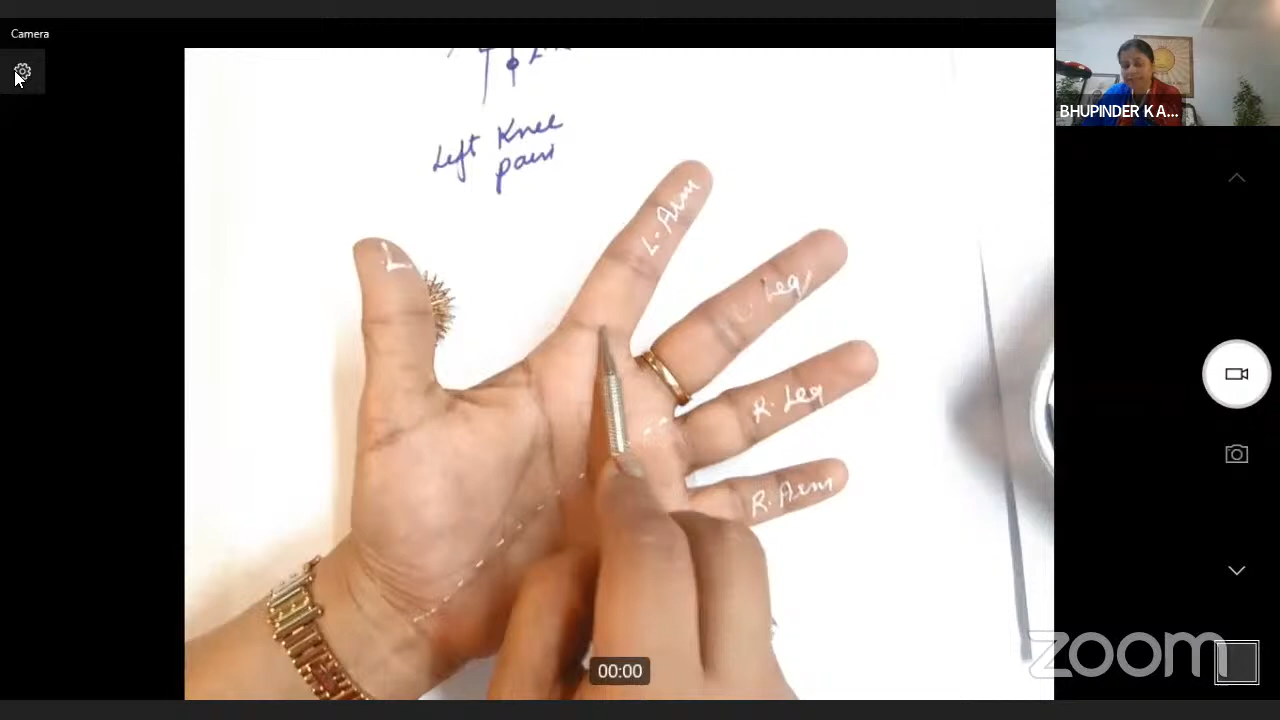 Camera
BHUPINDER K A...
Left Knee
pain
L. Arm
L
Leg
R. Leg
R. Arm
00:00
zoom